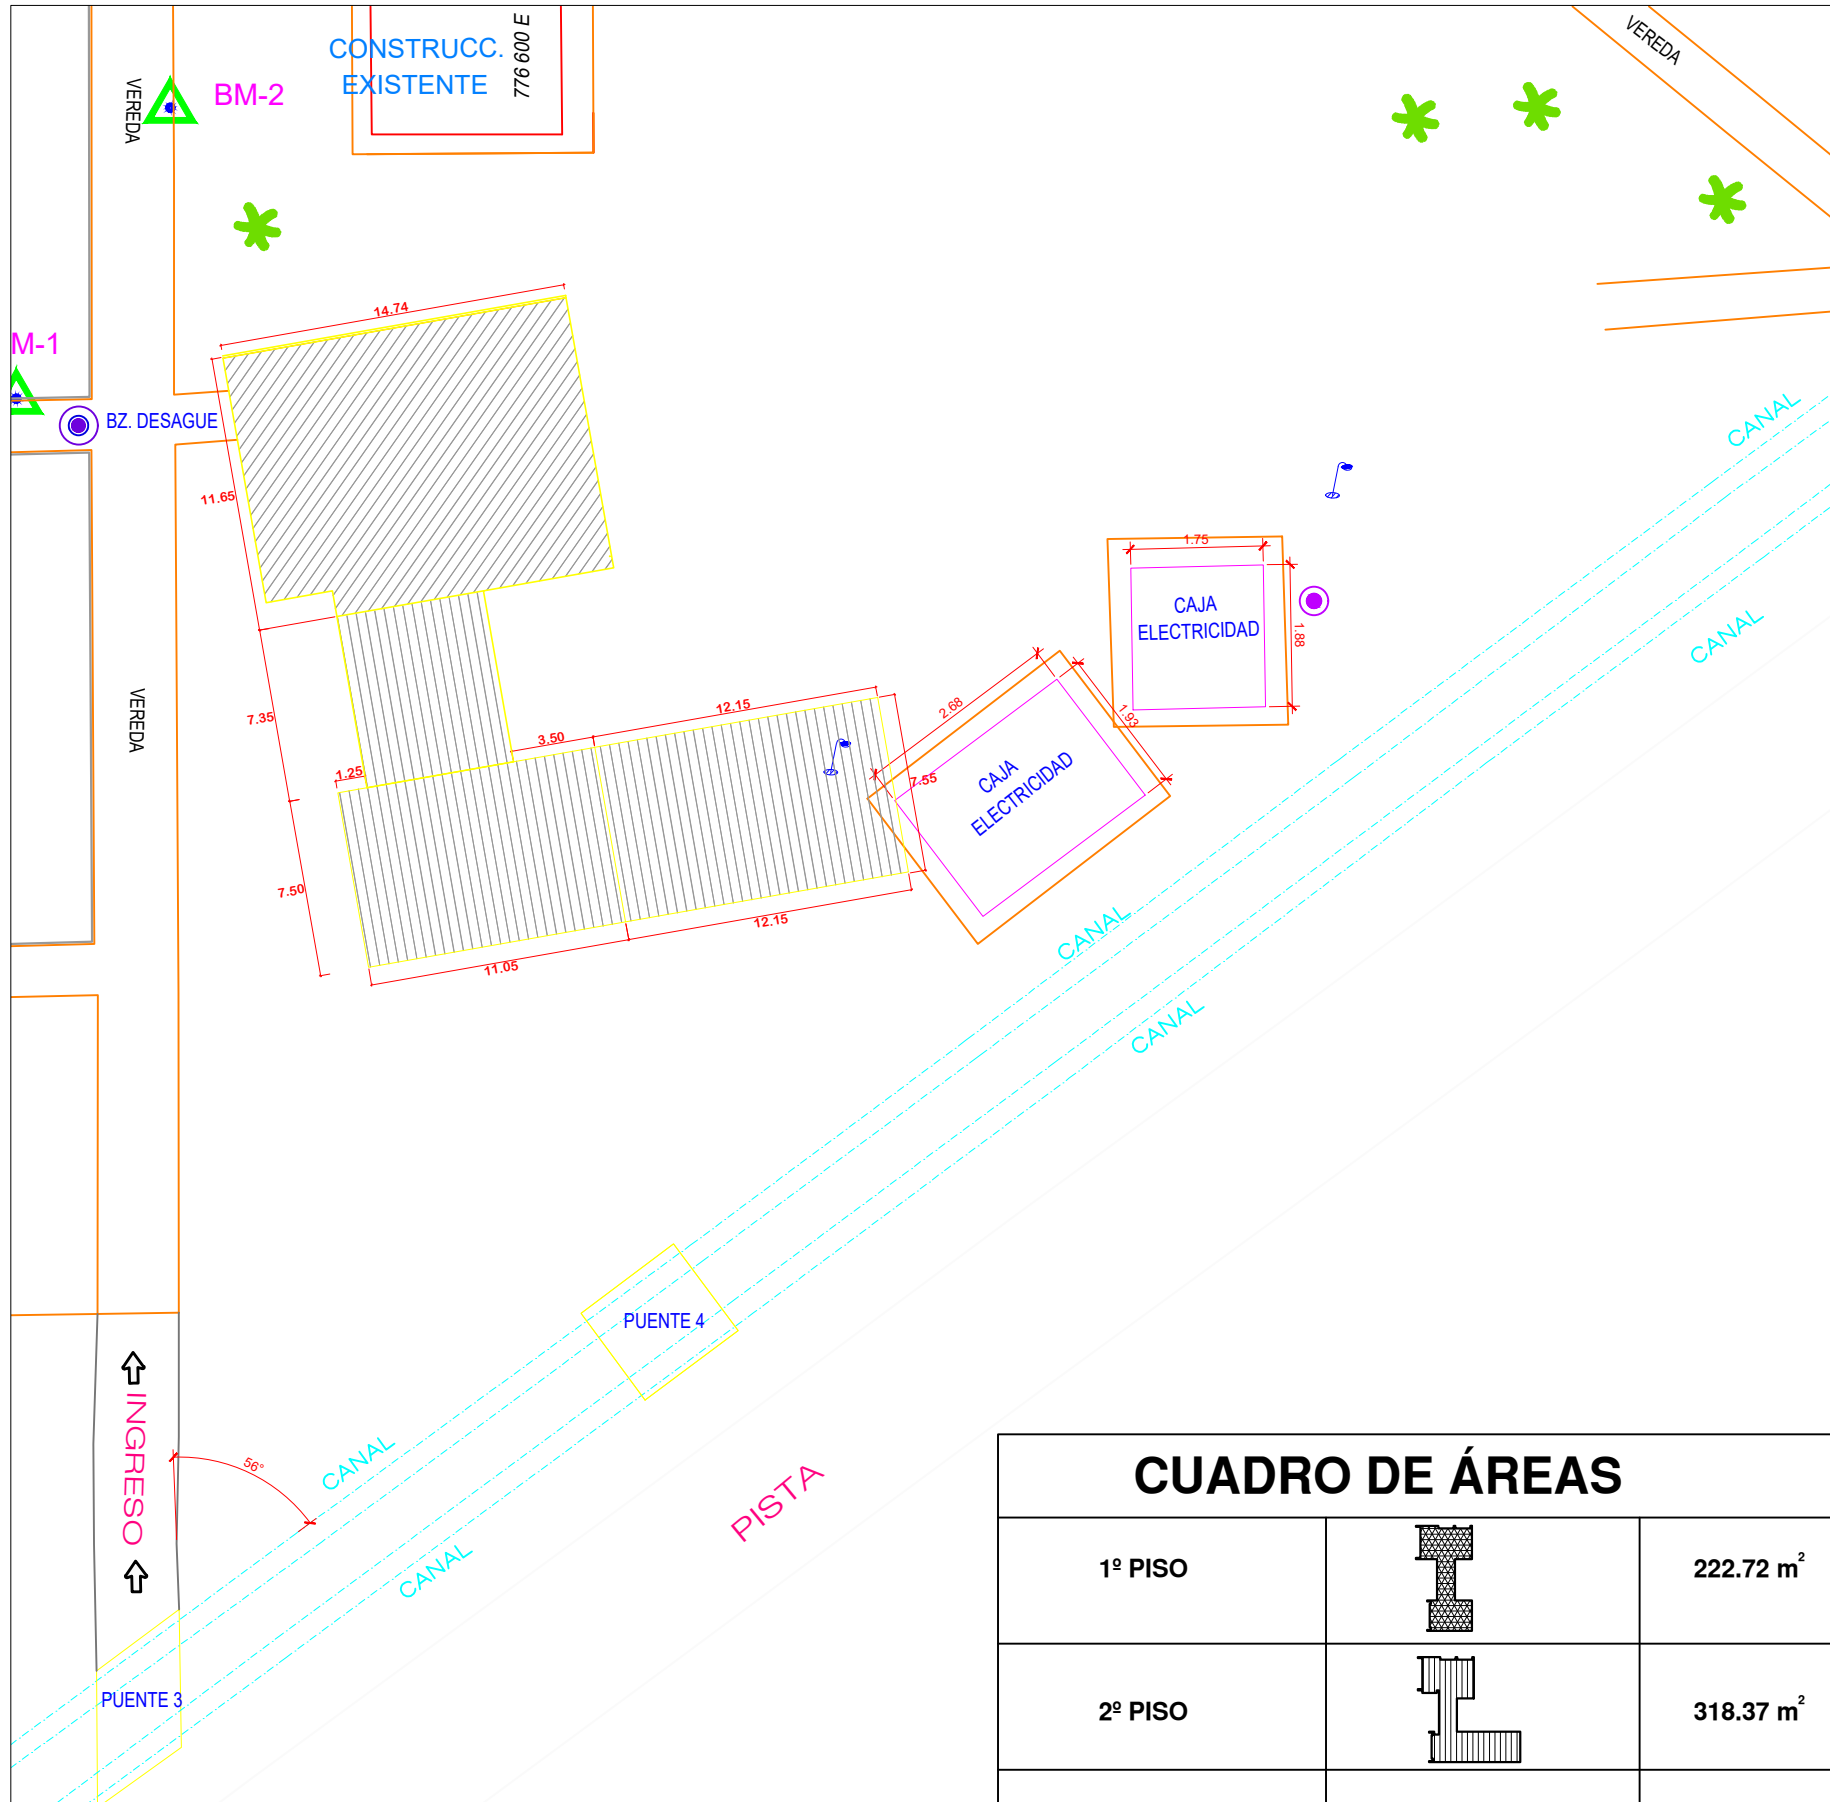 CONSTRUCC.
EXISTENTE
776 600 E
VEREDA
VEREDA
BM-2
M-1
BZ. DESAGUE
14.74
11.65
7.35
7.50
1.25
3.50
12.15
7.55
12.15
11.05
VEREDA
1.75
1.88
CAJA
ELECTRICIDAD
2.68
1.93
CAJA
ELECTRICIDAD
CANAL
CANAL
CANAL
CANAL
PUENTE 4
INGRESO
56°
CANAL
CANAL
PISTA
PUENTE 3
CUADRO DE ÁREAS
1º PISO 222.72 m²
2º PISO 318.37 m²